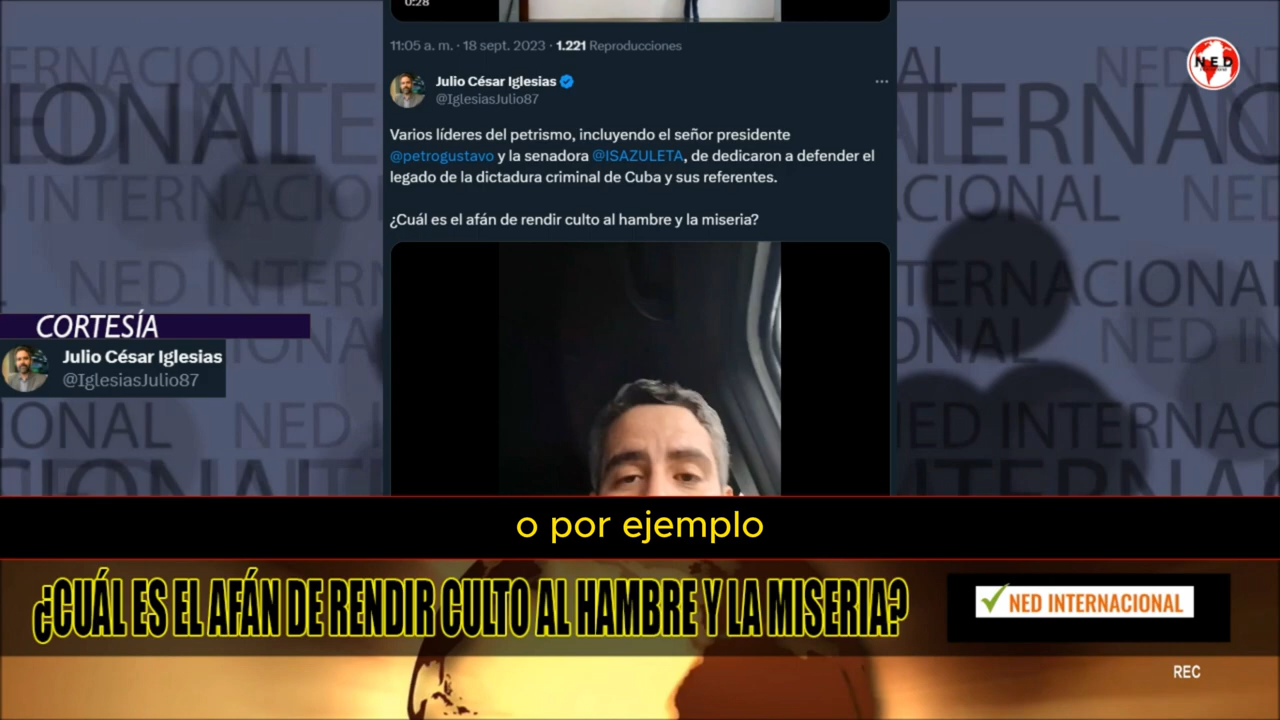 0:28
11:05 a. m. · 18 sept. 2023 · 1.221 Reproducciones
NED
Julio César Iglesias
@IglesiasJulio87
Varios líderes del petrismo, incluyendo el señor presidente
@petrogustavo y la senadora @ISAZULETA, de dedicaron a defender el
legado de la dictadura criminal de Cuba y sus referentes.
¿Cuál es el afán de rendir culto al hambre y la miseria?
CORTESÍA
Julio César Iglesias
@IglesiasJulio87
NED INTERNACIONAL
o por ejemplo
¿CUÁL ES EL AFÁN DE RENDIR CULTO AL HAMBRE Y LA MISERIA?
NED INTERNACIONAL
REC